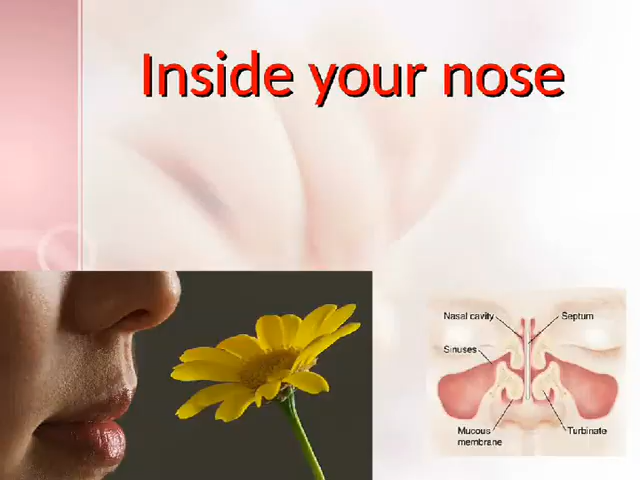 Inside your nose
Nasal cavity
Septum
Sinuses
Mucous
membrane
Turbinate